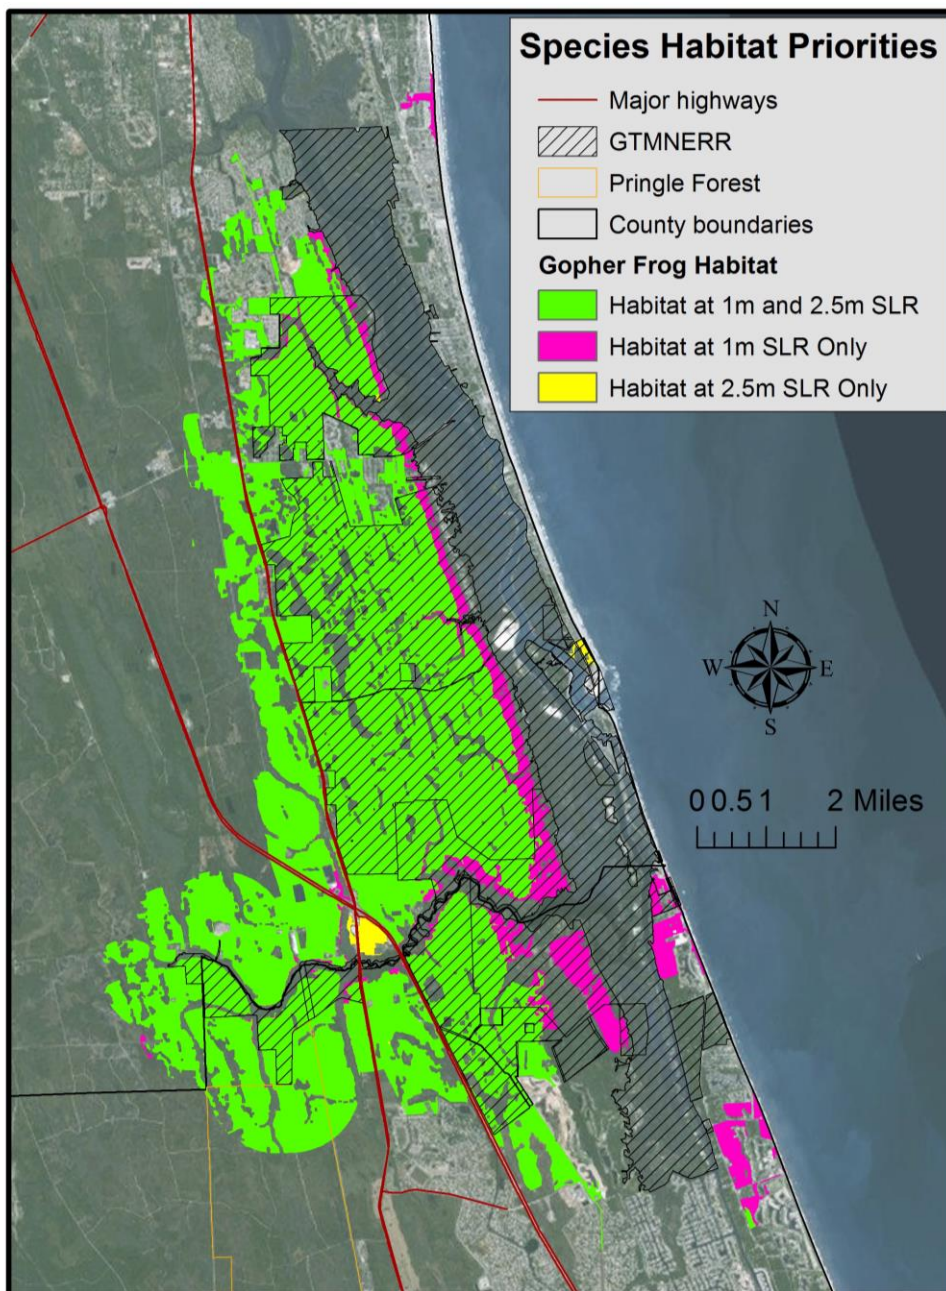 Species Habitat Priorities
Major highways
GTMNERR
Pringle Forest
County boundaries
Gopher Frog Habitat
Habitat at 1m and 2.5m SLR
Habitat at 1m SLR Only
Habitat at 2.5m SLR Only
N
W E
S
0 0.5 1 2 Miles